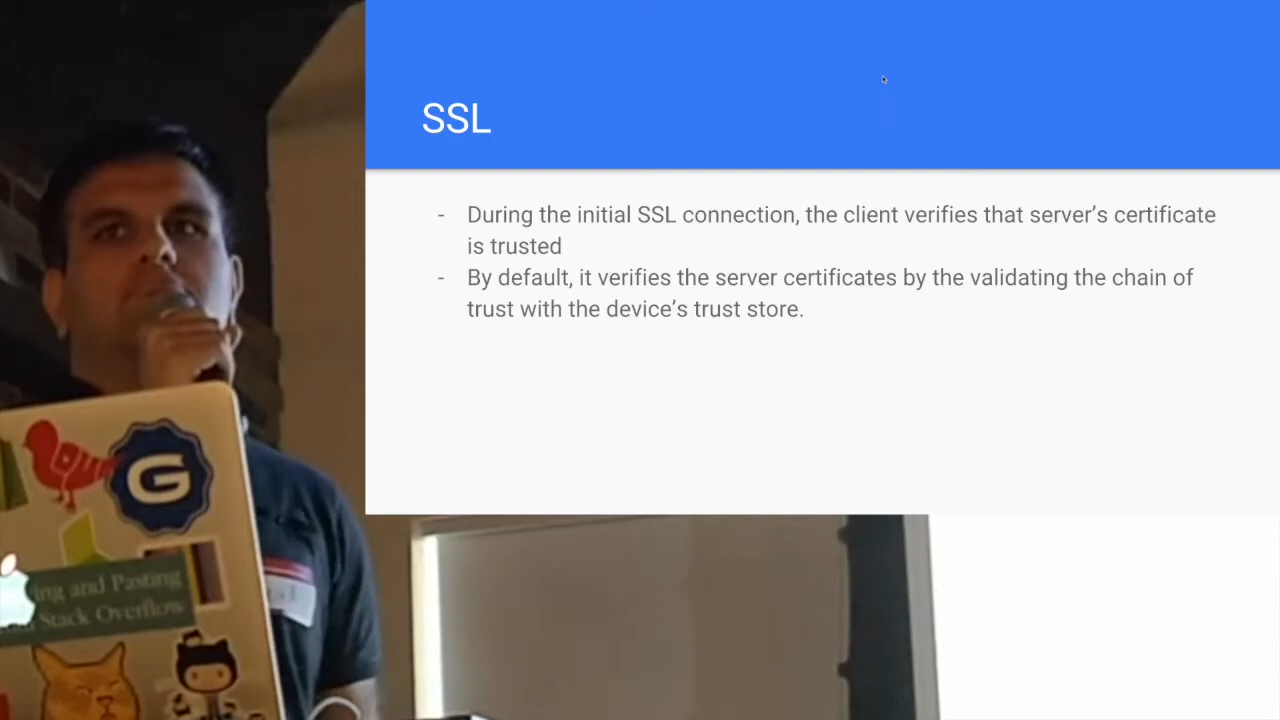 SSL
- During the initial SSL connection, the client verifies that server's certificate
is trusted
- By default, it verifies the server certificates by the validating the chain of
trust with the device's trust store.
G
ing and Pasting
Stack Overflow